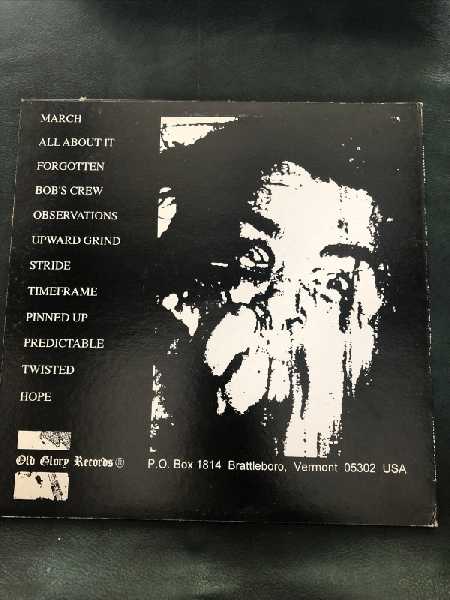 MARCH
ALL ABOUT IT
FORGOTTEN
BOB'S CREW
OBSERVATIONS
UPWARD GRIND
STRIDE
TIMEFRAME
PINNED UP
PREDICTABLE
TWISTED
HOPE
Old Glory Records®
P.O. Box 1814 Brattleboro, Vermont 05302 USA